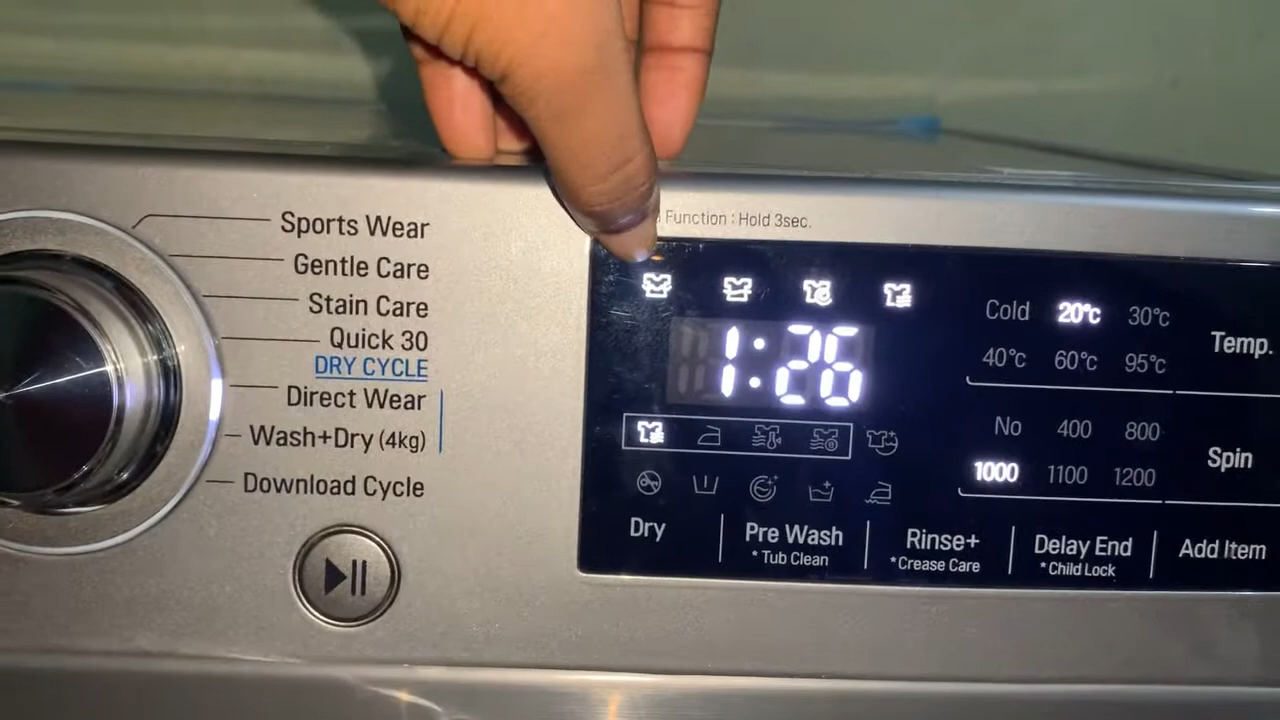 Sports Wear
Gentle Care
Stain Care
Quick 30
DRY CYCLE
Direct Wear
Wash+Dry (4kg)
Download Cycle
Function : Hold 3sec.
1:26
Cold 20°C 30°C
40°C 60°C 95°C
Temp.
No 400 800
1000 1100 1200
Spin
Dry
Pre Wash
* Tub Clean
Rinse+
*Crease Care
Delay End
* Child Lock
Add Item